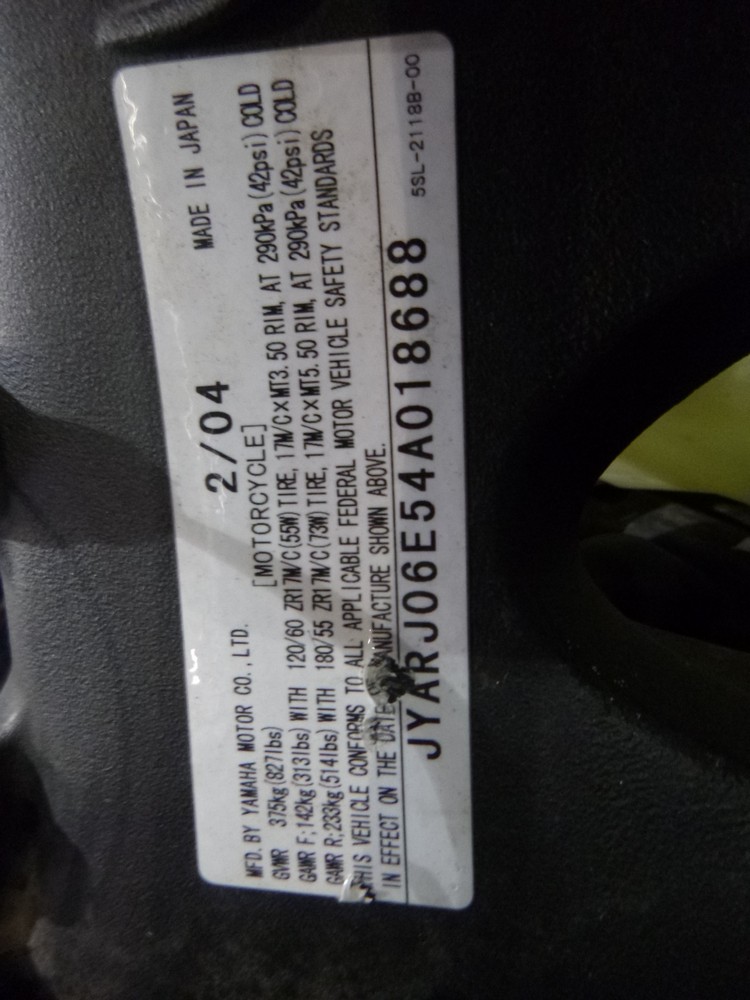 2/04 MADE IN JAPAN
MFD. BY YAMAHA MOTOR CO., LTD. [MOTORCYCLE]
GVWR 375kg(827lbs)
GAWR F;142kg(313lbs) WITH 120/60 ZR17M/C(55W) TIRE, 17M/C×MT3.50 RIM, AT 290kPa(42psi) COLD
GAWR R;233kg(514lbs) WITH 180/55 ZR17M/C(73W) TIRE, 17M/C×MT5.50 RIM, AT 290kPa(42psi) COLD
THIS VEHICLE CONFORMS TO ALL APPLICABLE FEDERAL MOTOR VEHICLE SAFETY STANDARDS
IN EFFECT ON THE DATE MANUFACTURE SHOWN ABOVE.
JYARJ06E54A018688 5SL-2118B-00